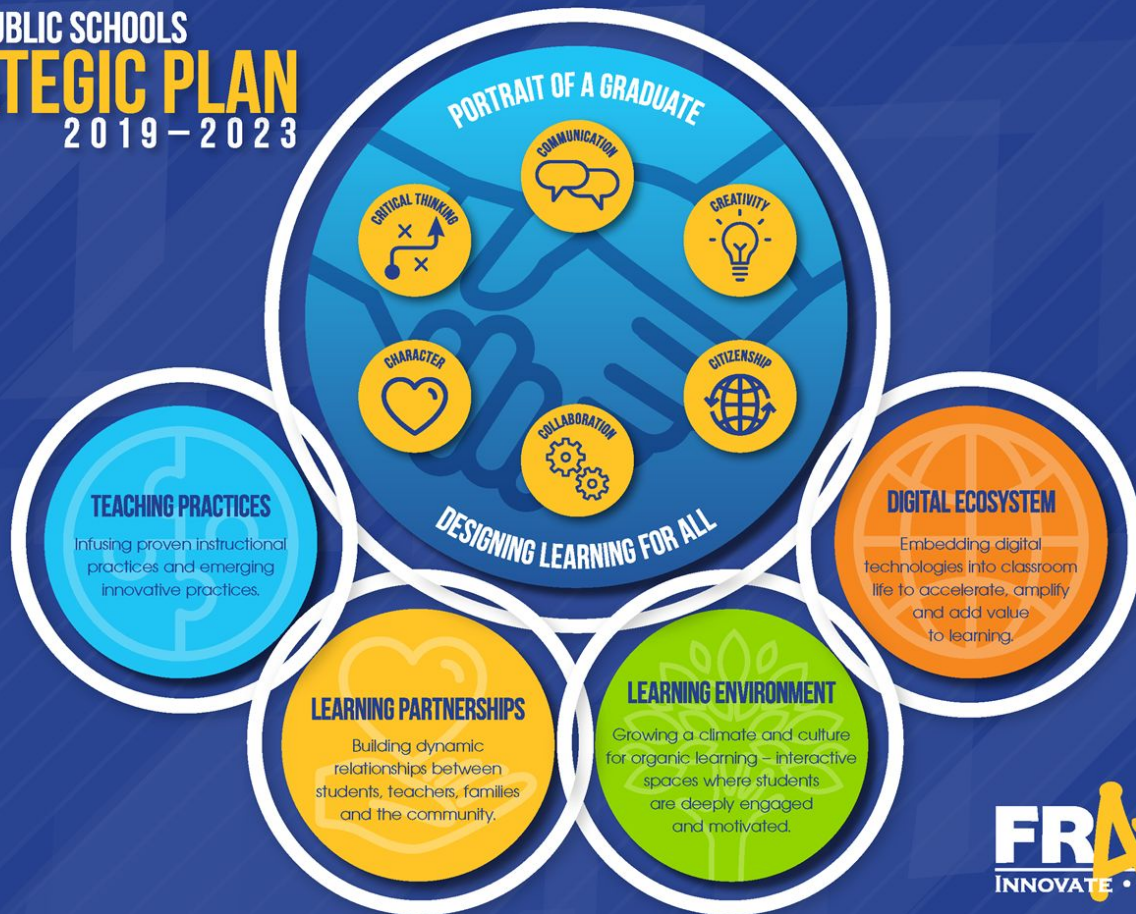 PUBLIC SCHOOLS
TEGIC PLAN
2019–2023
PORTRAIT OF A GRADUATE
COMMUNICATION
CRITICAL THINKING
CREATIVITY
CHARACTER
CITIZENSHIP
COLLABORATION
DESIGNING LEARNING FOR ALL
TEACHING PRACTICES
Infusing proven instructional
practices and emerging
innovative practices.
LEARNING PARTNERSHIPS
Building dynamic
relationships between
students, teachers, families
and the community.
LEARNING ENVIRONMENT
Growing a climate and culture
for organic learning – interactive
spaces where students
are deeply engaged
and motivated.
DIGITAL ECOSYSTEM
Embedding digital
technologies into classroom
life to accelerate, amplify
and add value
to learning.
FRA
INNOVATE •